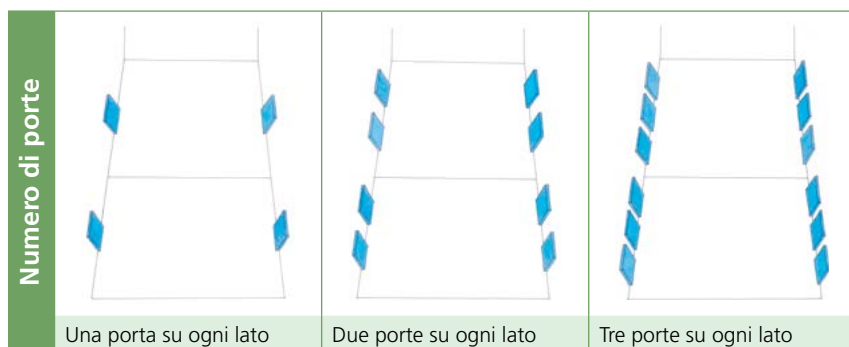 Numero di porte
Una porta su ogni lato
Due porte su ogni lato
Tre porte su ogni lato